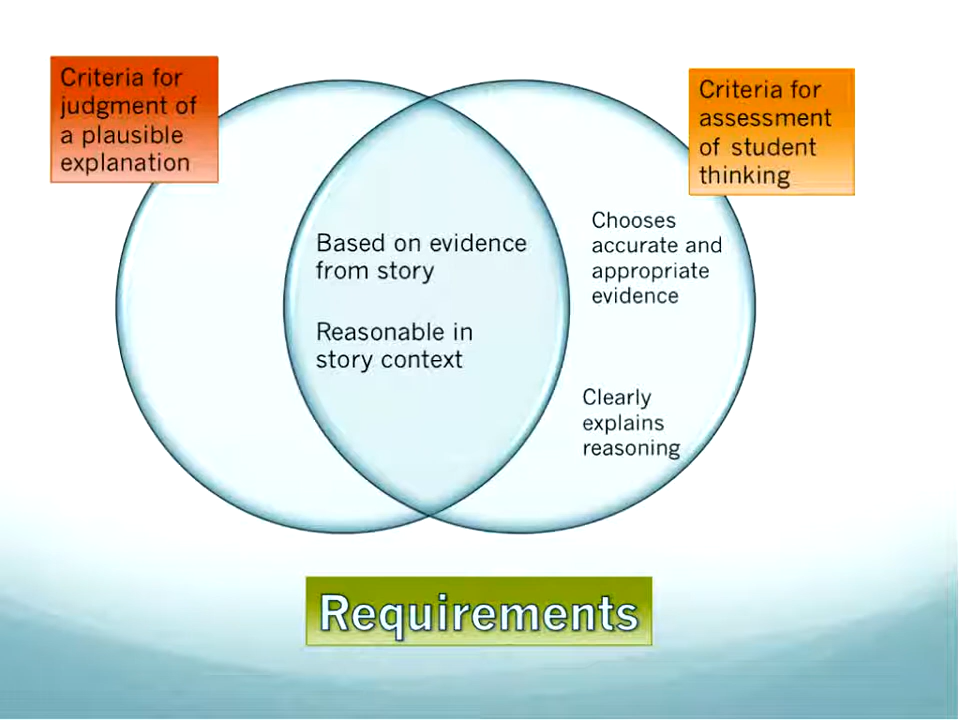 Criteria for
judgment of
a plausible
explanation
Criteria for
assessment
of student
thinking
Based on evidence
from story
Reasonable in
story context
Chooses
accurate and
appropriate
evidence
Clearly
explains
reasoning
Requirements